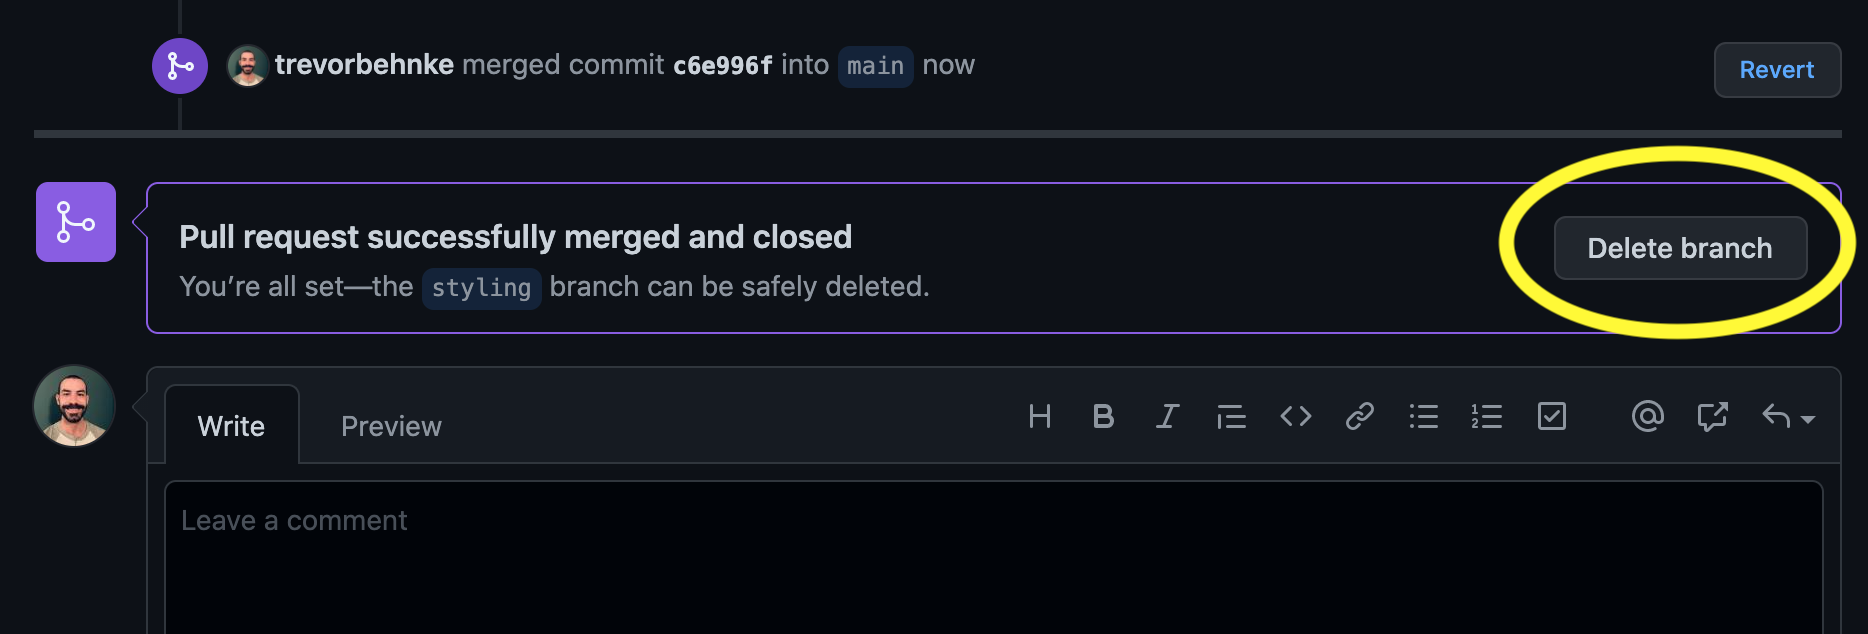 trevorbehnke merged commit c6e996f into main now
Revert
Pull request successfully merged and closed
You’re all set—the styling branch can be safely deleted.
Delete branch
Write Preview
Leave a comment